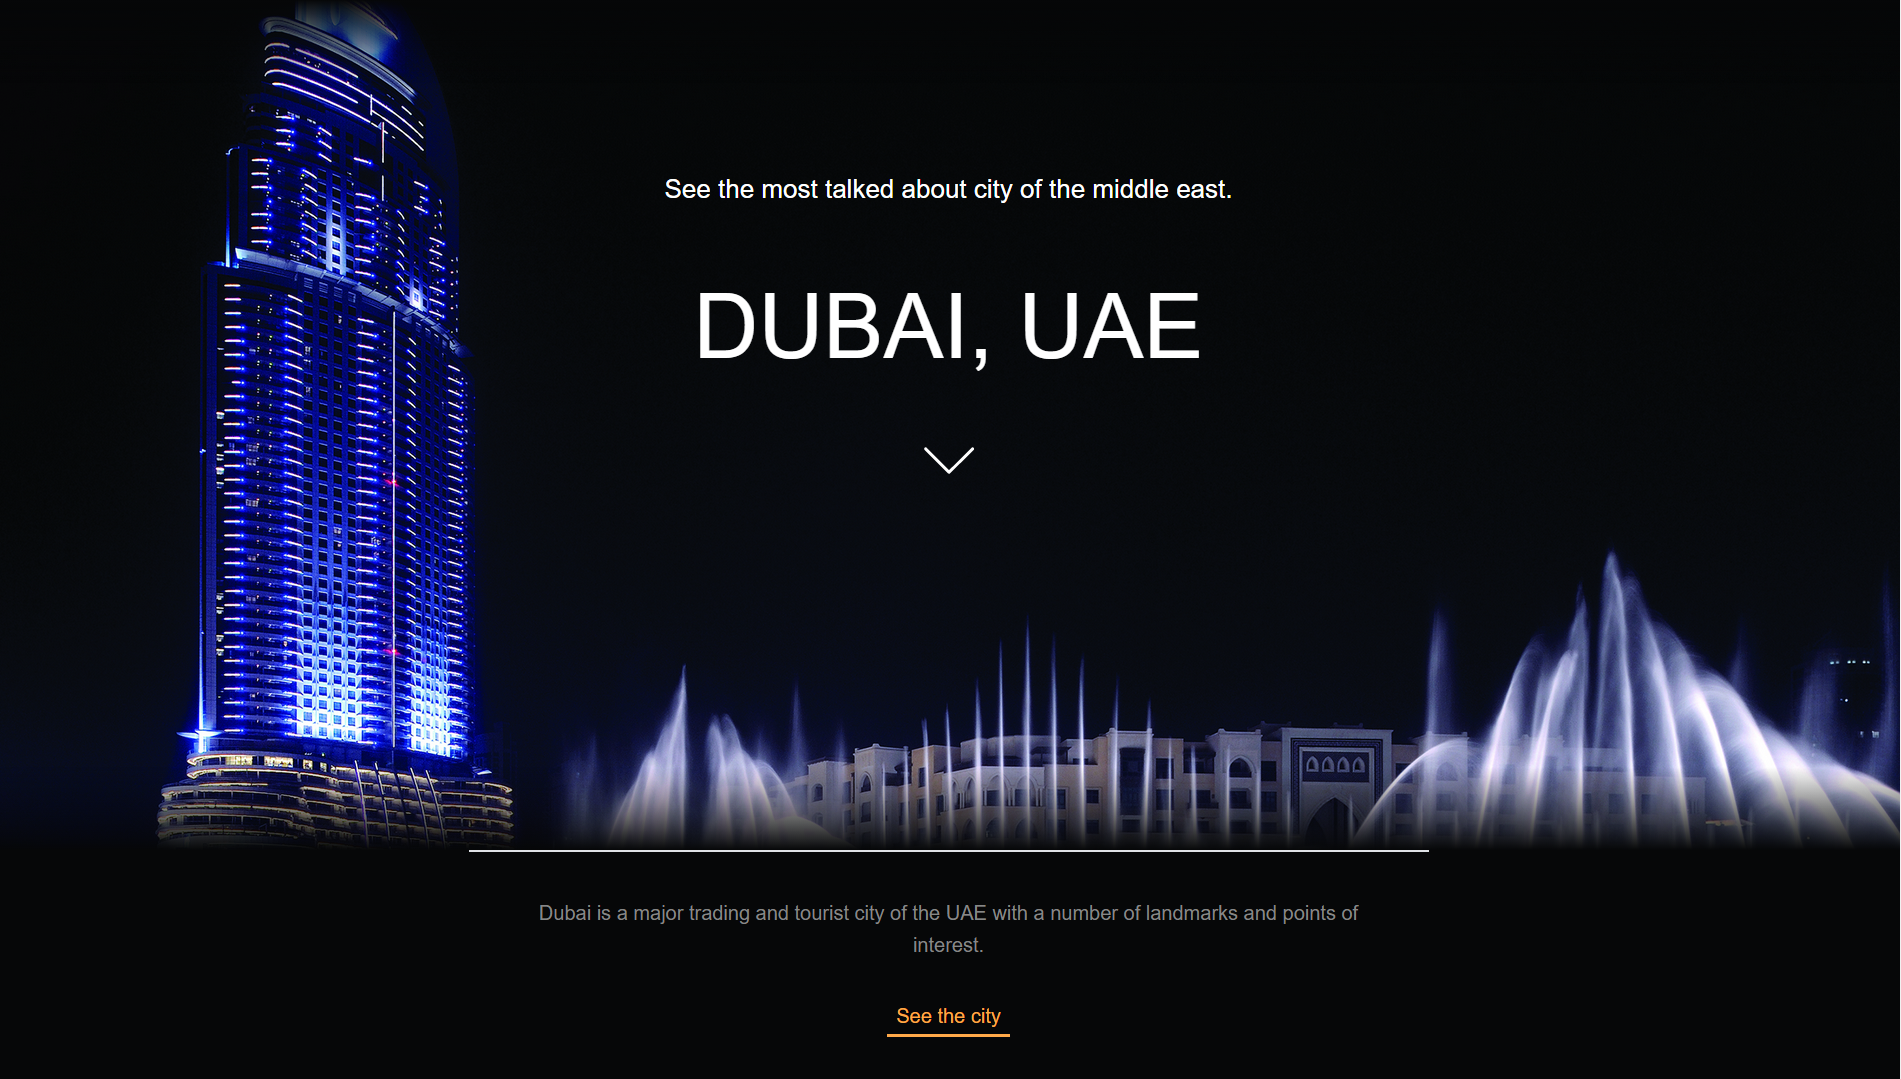 See the most talked about city of the middle east.
DUBAI, UAE
Dubai is a major trading and tourist city of the UAE with a number of landmarks and points of
interest.
See the city